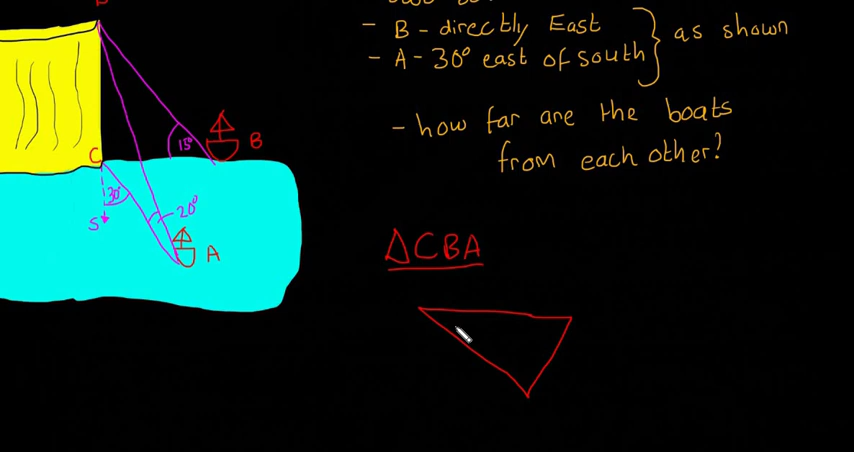 - B - directly East
- A - 30° east of south
as shown
- how far are the boats
from each other?
15°
B
C
30°
S
20°
A
ΔCBA